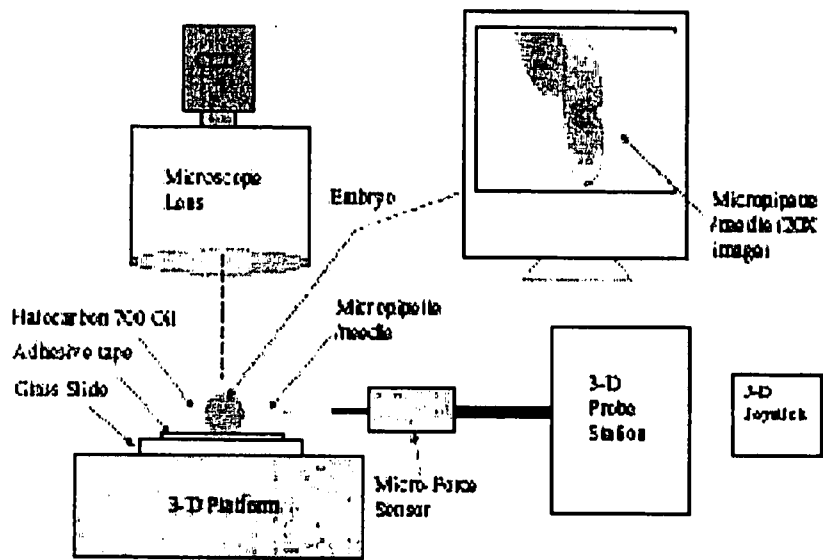 Microscope
Lens
Embryo
Micropipette
/needle (20X
image)
Halocarbon 700 Oil
Adhesive tape
Glass Slide
Micropipette
/needle
3-D
Probe
Station
3-D
Joystick
Micro-Force
Sensor
3-D Platform